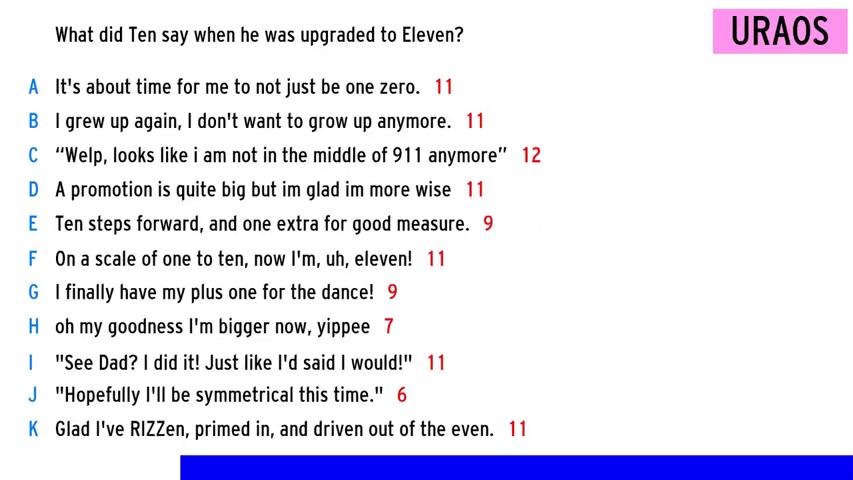 What did Ten say when he was upgraded to Eleven?
URAOS
A It's about time for me to not just be one zero. 11
B I grew up again, I don't want to grow up anymore. 11
C “Welp, looks like i am not in the middle of 911 anymore” 12
D A promotion is quite big but im glad im more wise 11
E Ten steps forward, and one extra for good measure. 9
F On a scale of one to ten, now I'm, uh, eleven! 11
G I finally have my plus one for the dance! 9
H oh my goodness I'm bigger now, yippee 7
I "See Dad? I did it! Just like I'd said I would!" 11
J "Hopefully I'll be symmetrical this time." 6
K Glad I've RIZZen, primed in, and driven out of the even. 11